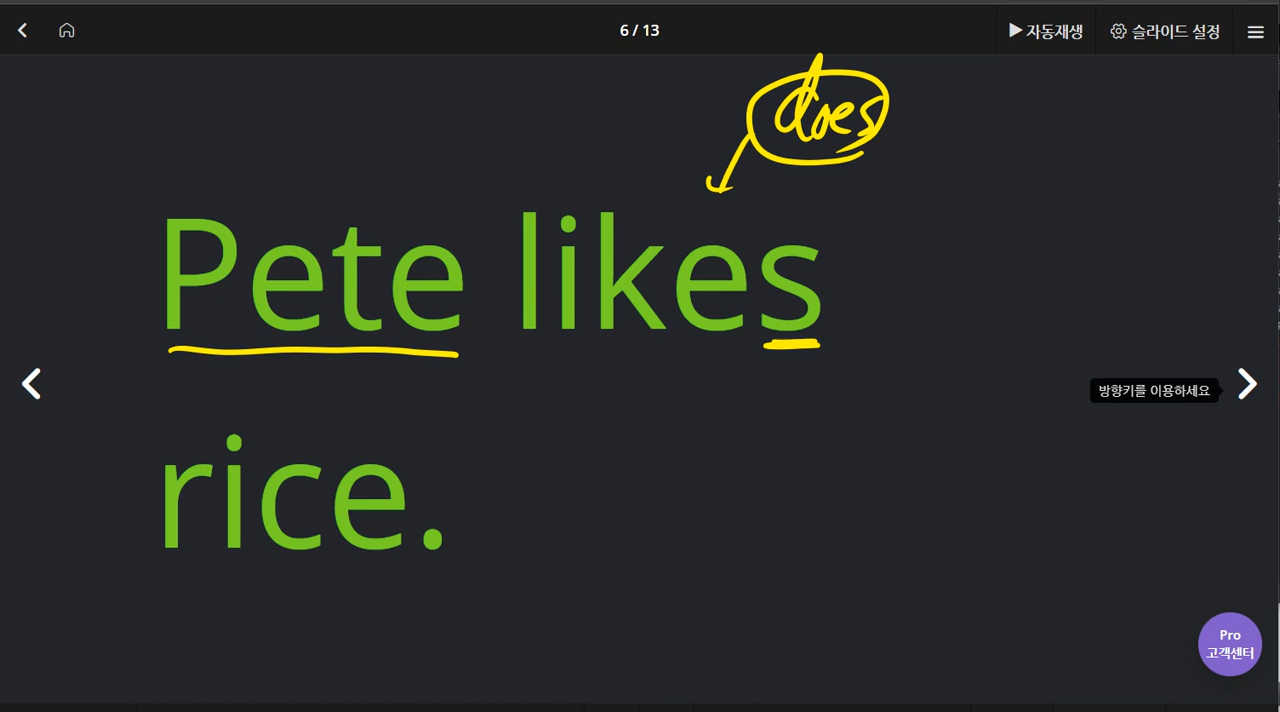 6 / 13
▶ 자동재생
슬라이드 설정
does
Pete likes
rice.
방향키를 이용하세요
Pro
고객센터